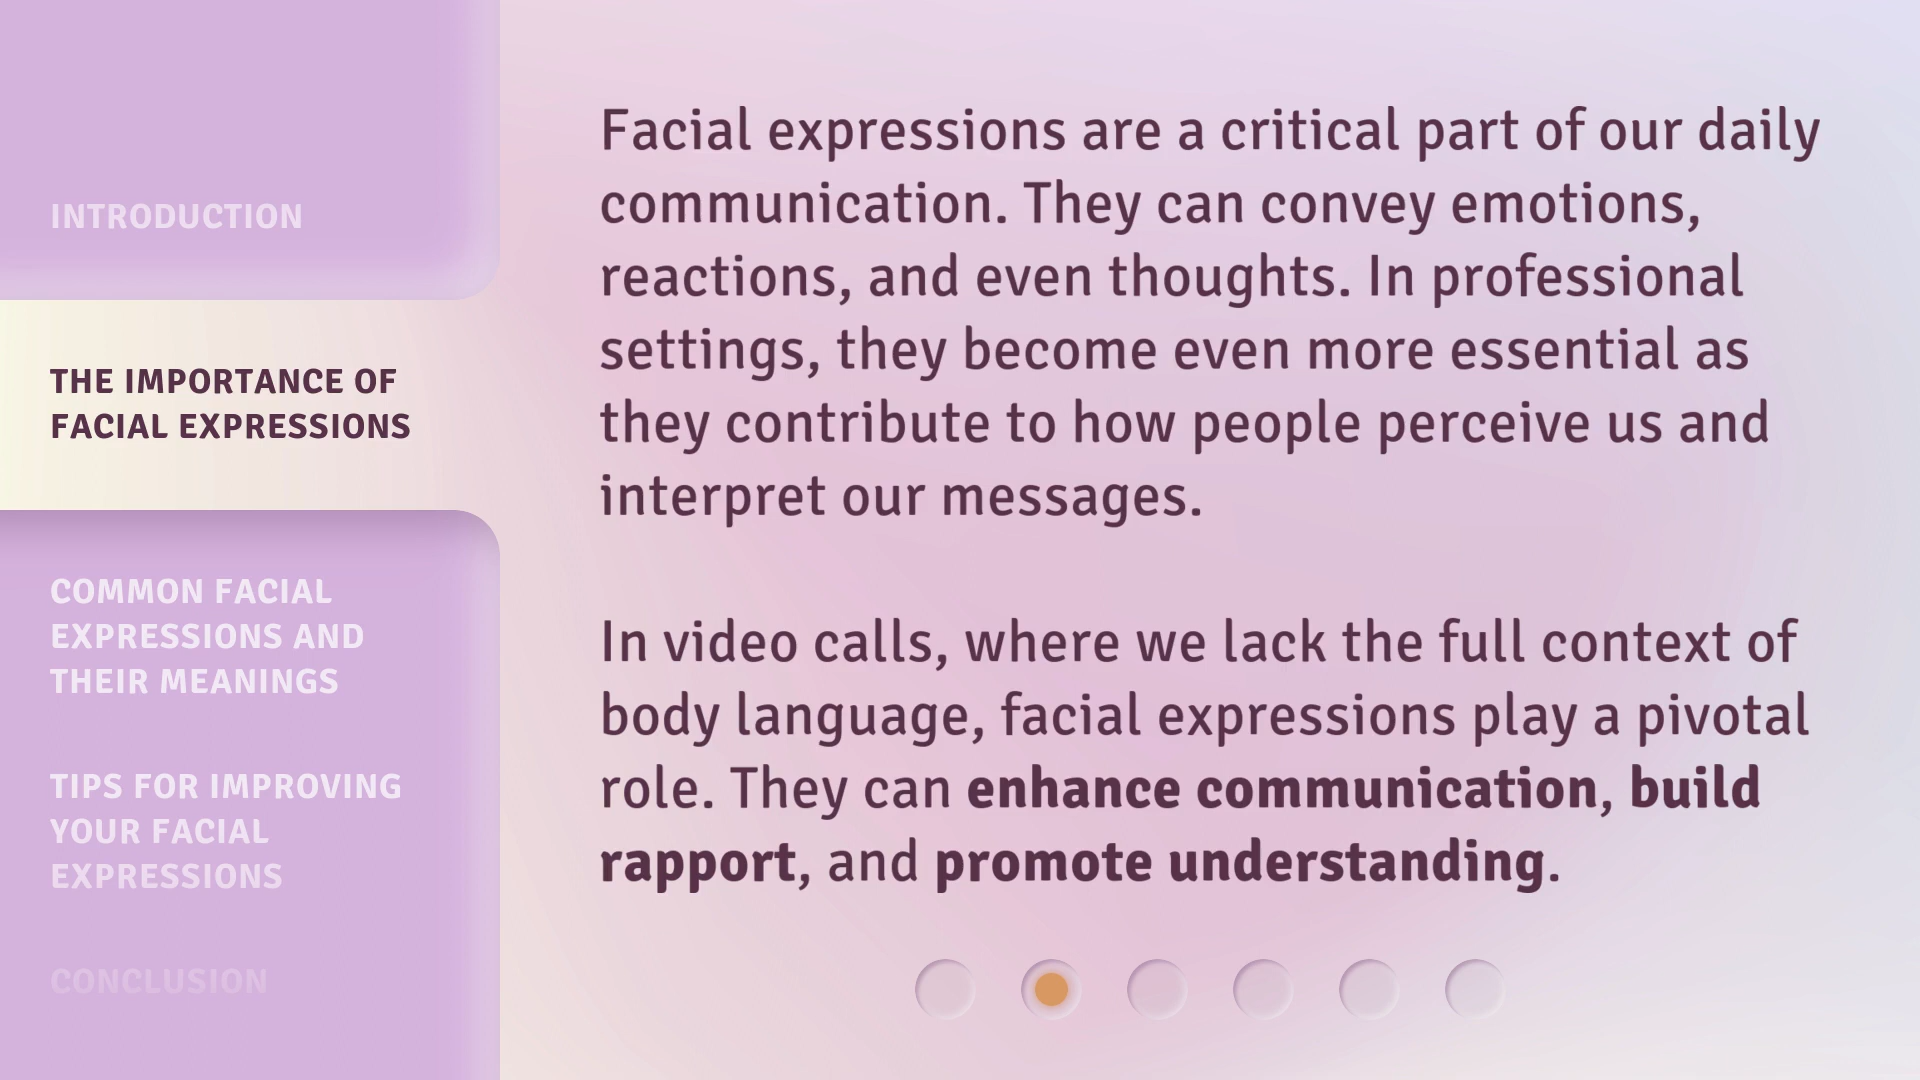 INTRODUCTION
THE IMPORTANCE OF
FACIAL EXPRESSIONS
COMMON FACIAL
EXPRESSIONS AND
THEIR MEANINGS
TIPS FOR IMPROVING
YOUR FACIAL
EXPRESSIONS
CONCLUSION
Facial expressions are a critical part of our daily
communication. They can convey emotions,
reactions, and even thoughts. In professional
settings, they become even more essential as
they contribute to how people perceive us and
interpret our messages.
In video calls, where we lack the full context of
body language, facial expressions play a pivotal
role. They can enhance communication, build
rapport, and promote understanding.